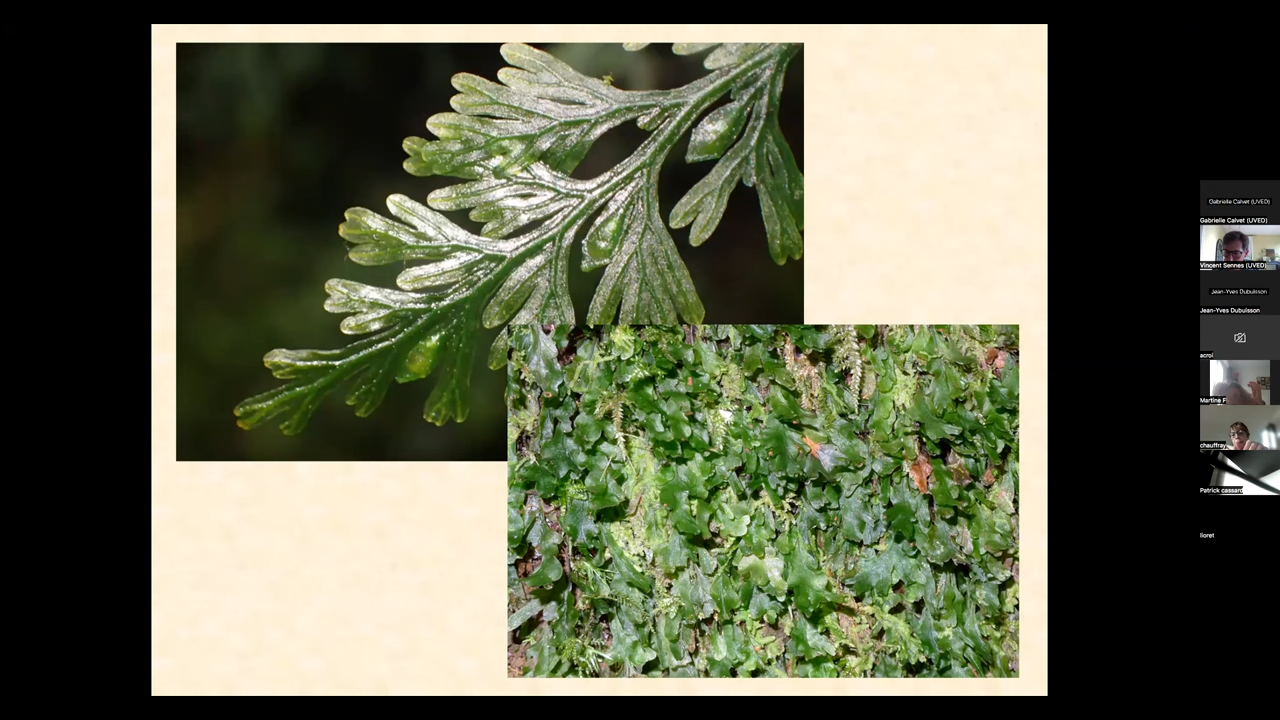 Gabrielle Calvet (UVED)
Gabrielle Calvet (UVED)
Vincent Sennes (UVED)
Jean-Yves Dubuisson
Jean-Yves Dubuisson
acroi
Martine F
chauffray
Patrick cassard
lloret